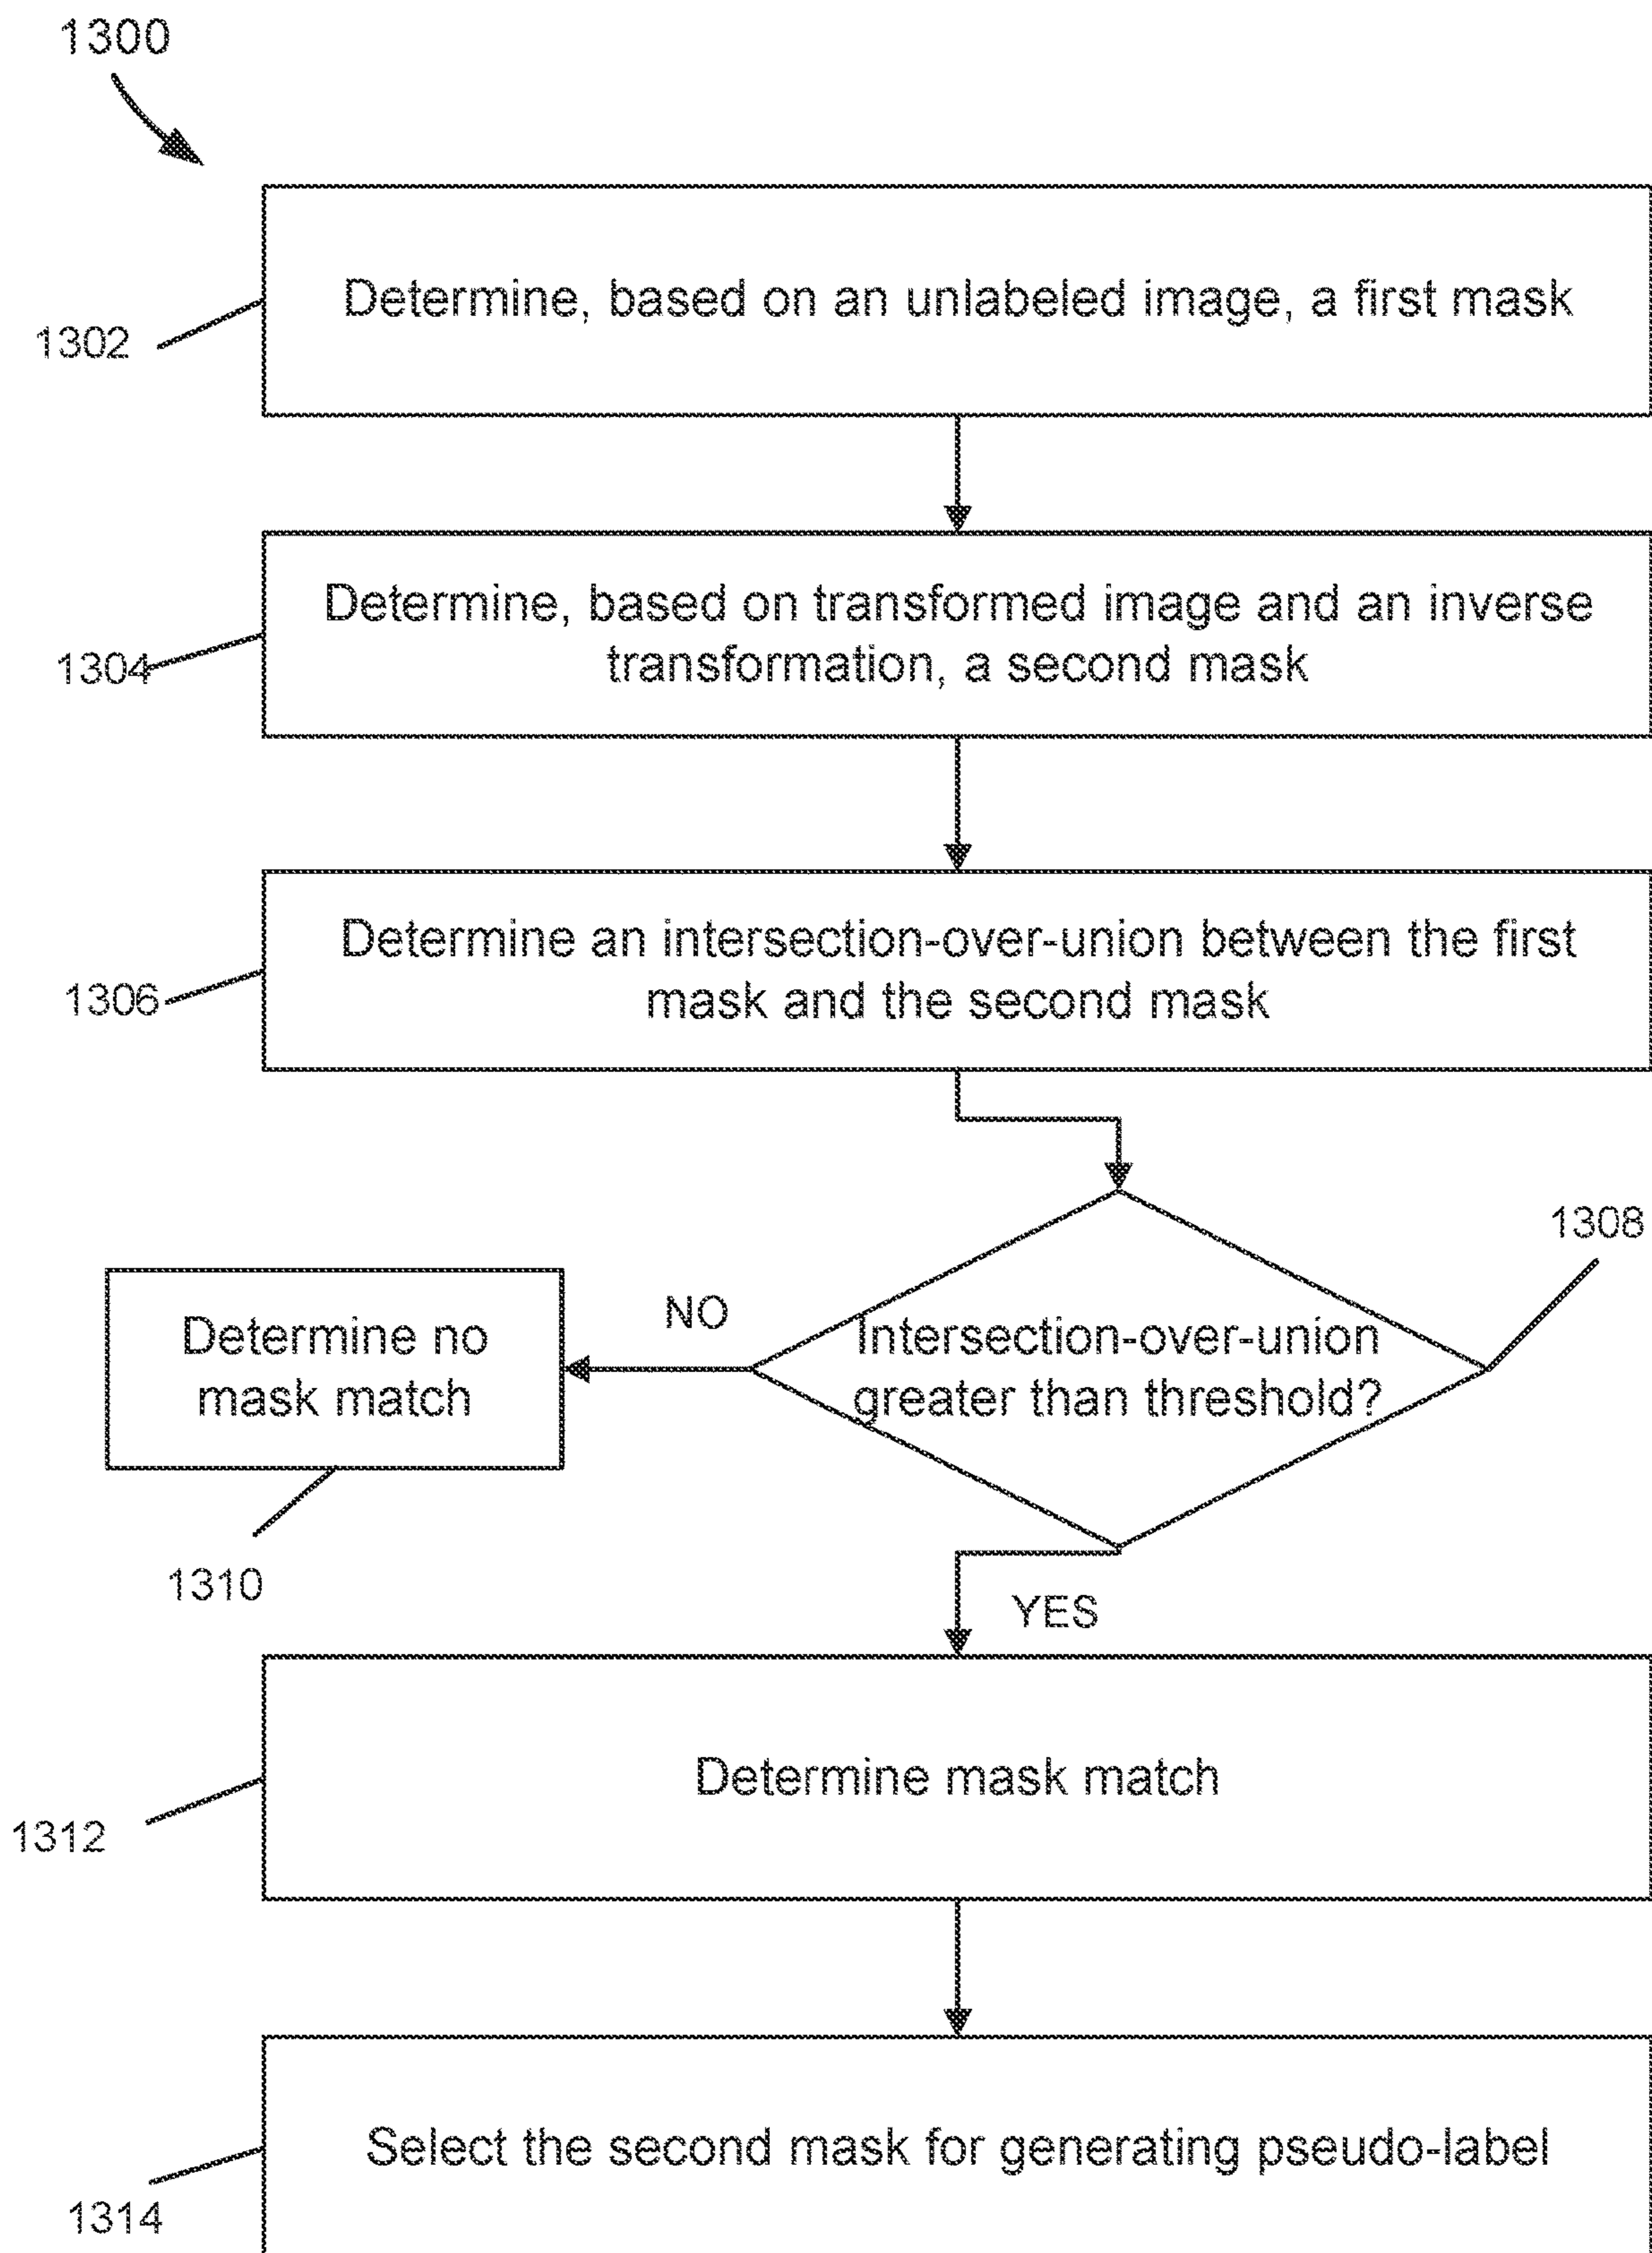 1300
Determine, based on an unlabeled image, a first mask
1302
Determine, based on transformed image and an inverse
transformation, a second mask
1304
Determine an intersection-over-union between the first
mask and the second mask
1306
1308
NO
Intersection-over-union
greater than threshold?
Determine no
mask match
1310
YES
Determine mask match
1312
Select the second mask for generating pseudo-label
1314